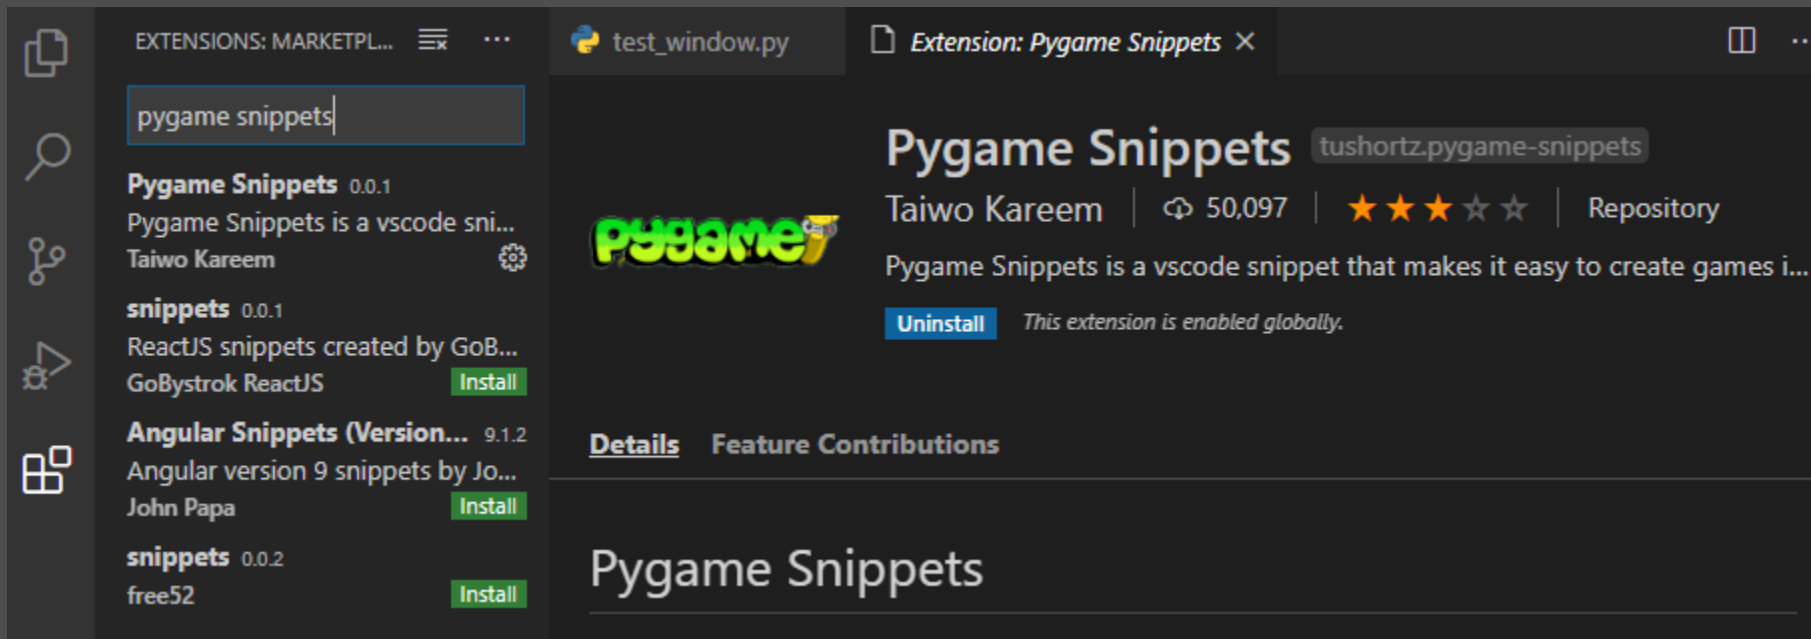 EXTENSIONS: MARKETPL...
pygame snippets
Pygame Snippets 0.0.1
Pygame Snippets is a vscode sni...
Taiwo Kareem
snippets 0.0.1
ReactJS snippets created by GoB...
GoBystrok ReactJS Install
Angular Snippets (Version... 9.1.2
Angular version 9 snippets by Jo...
John Papa Install
snippets 0.0.2
free52 Install
test_window.py Extension: Pygame Snippets
pygame
Pygame Snippets tushortz.pygame-snippets
Taiwo Kareem 50,097 Repository
Pygame Snippets is a vscode snippet that makes it easy to create games i...
Uninstall This extension is enabled globally.
Details Feature Contributions
Pygame Snippets